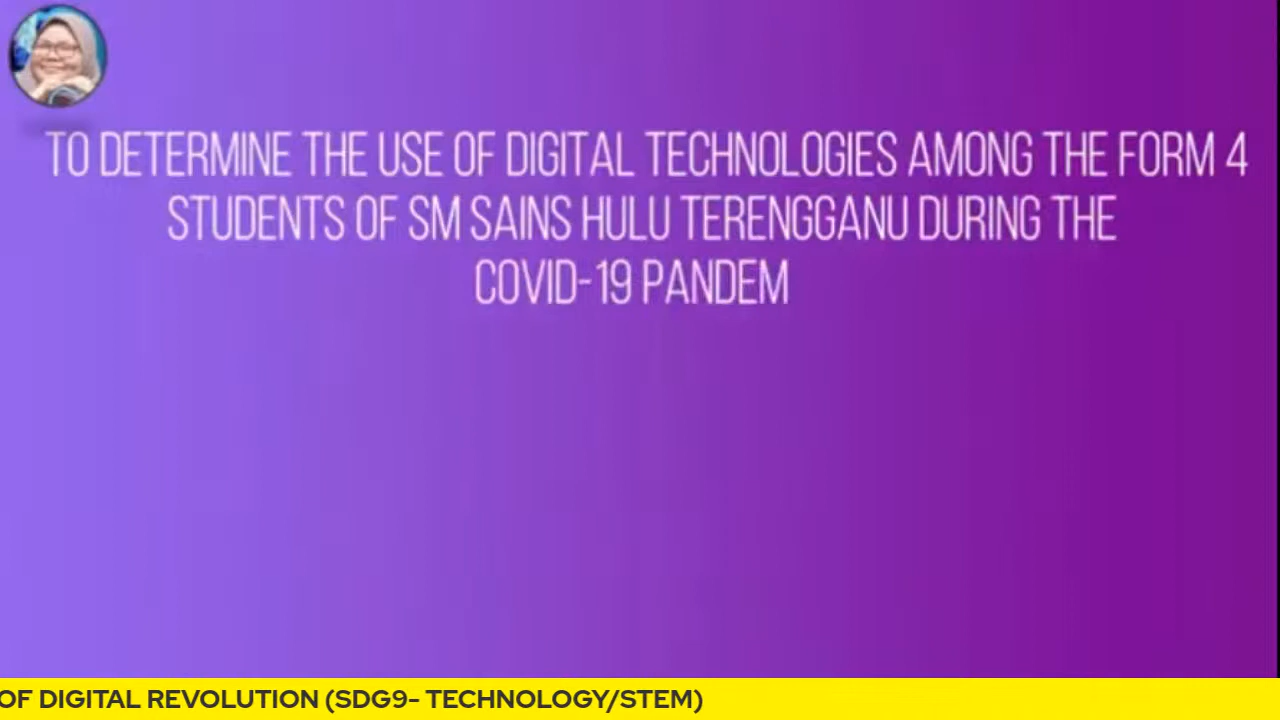 TO DETERMINE THE USE OF DIGITAL TECHNOLOGIES AMONG THE FORM 4
STUDENTS OF SM SAINS HULU TERENGGANU DURING THE
COVID-19 PANDEM
OF DIGITAL REVOLUTION (SDG9- TECHNOLOGY/STEM)